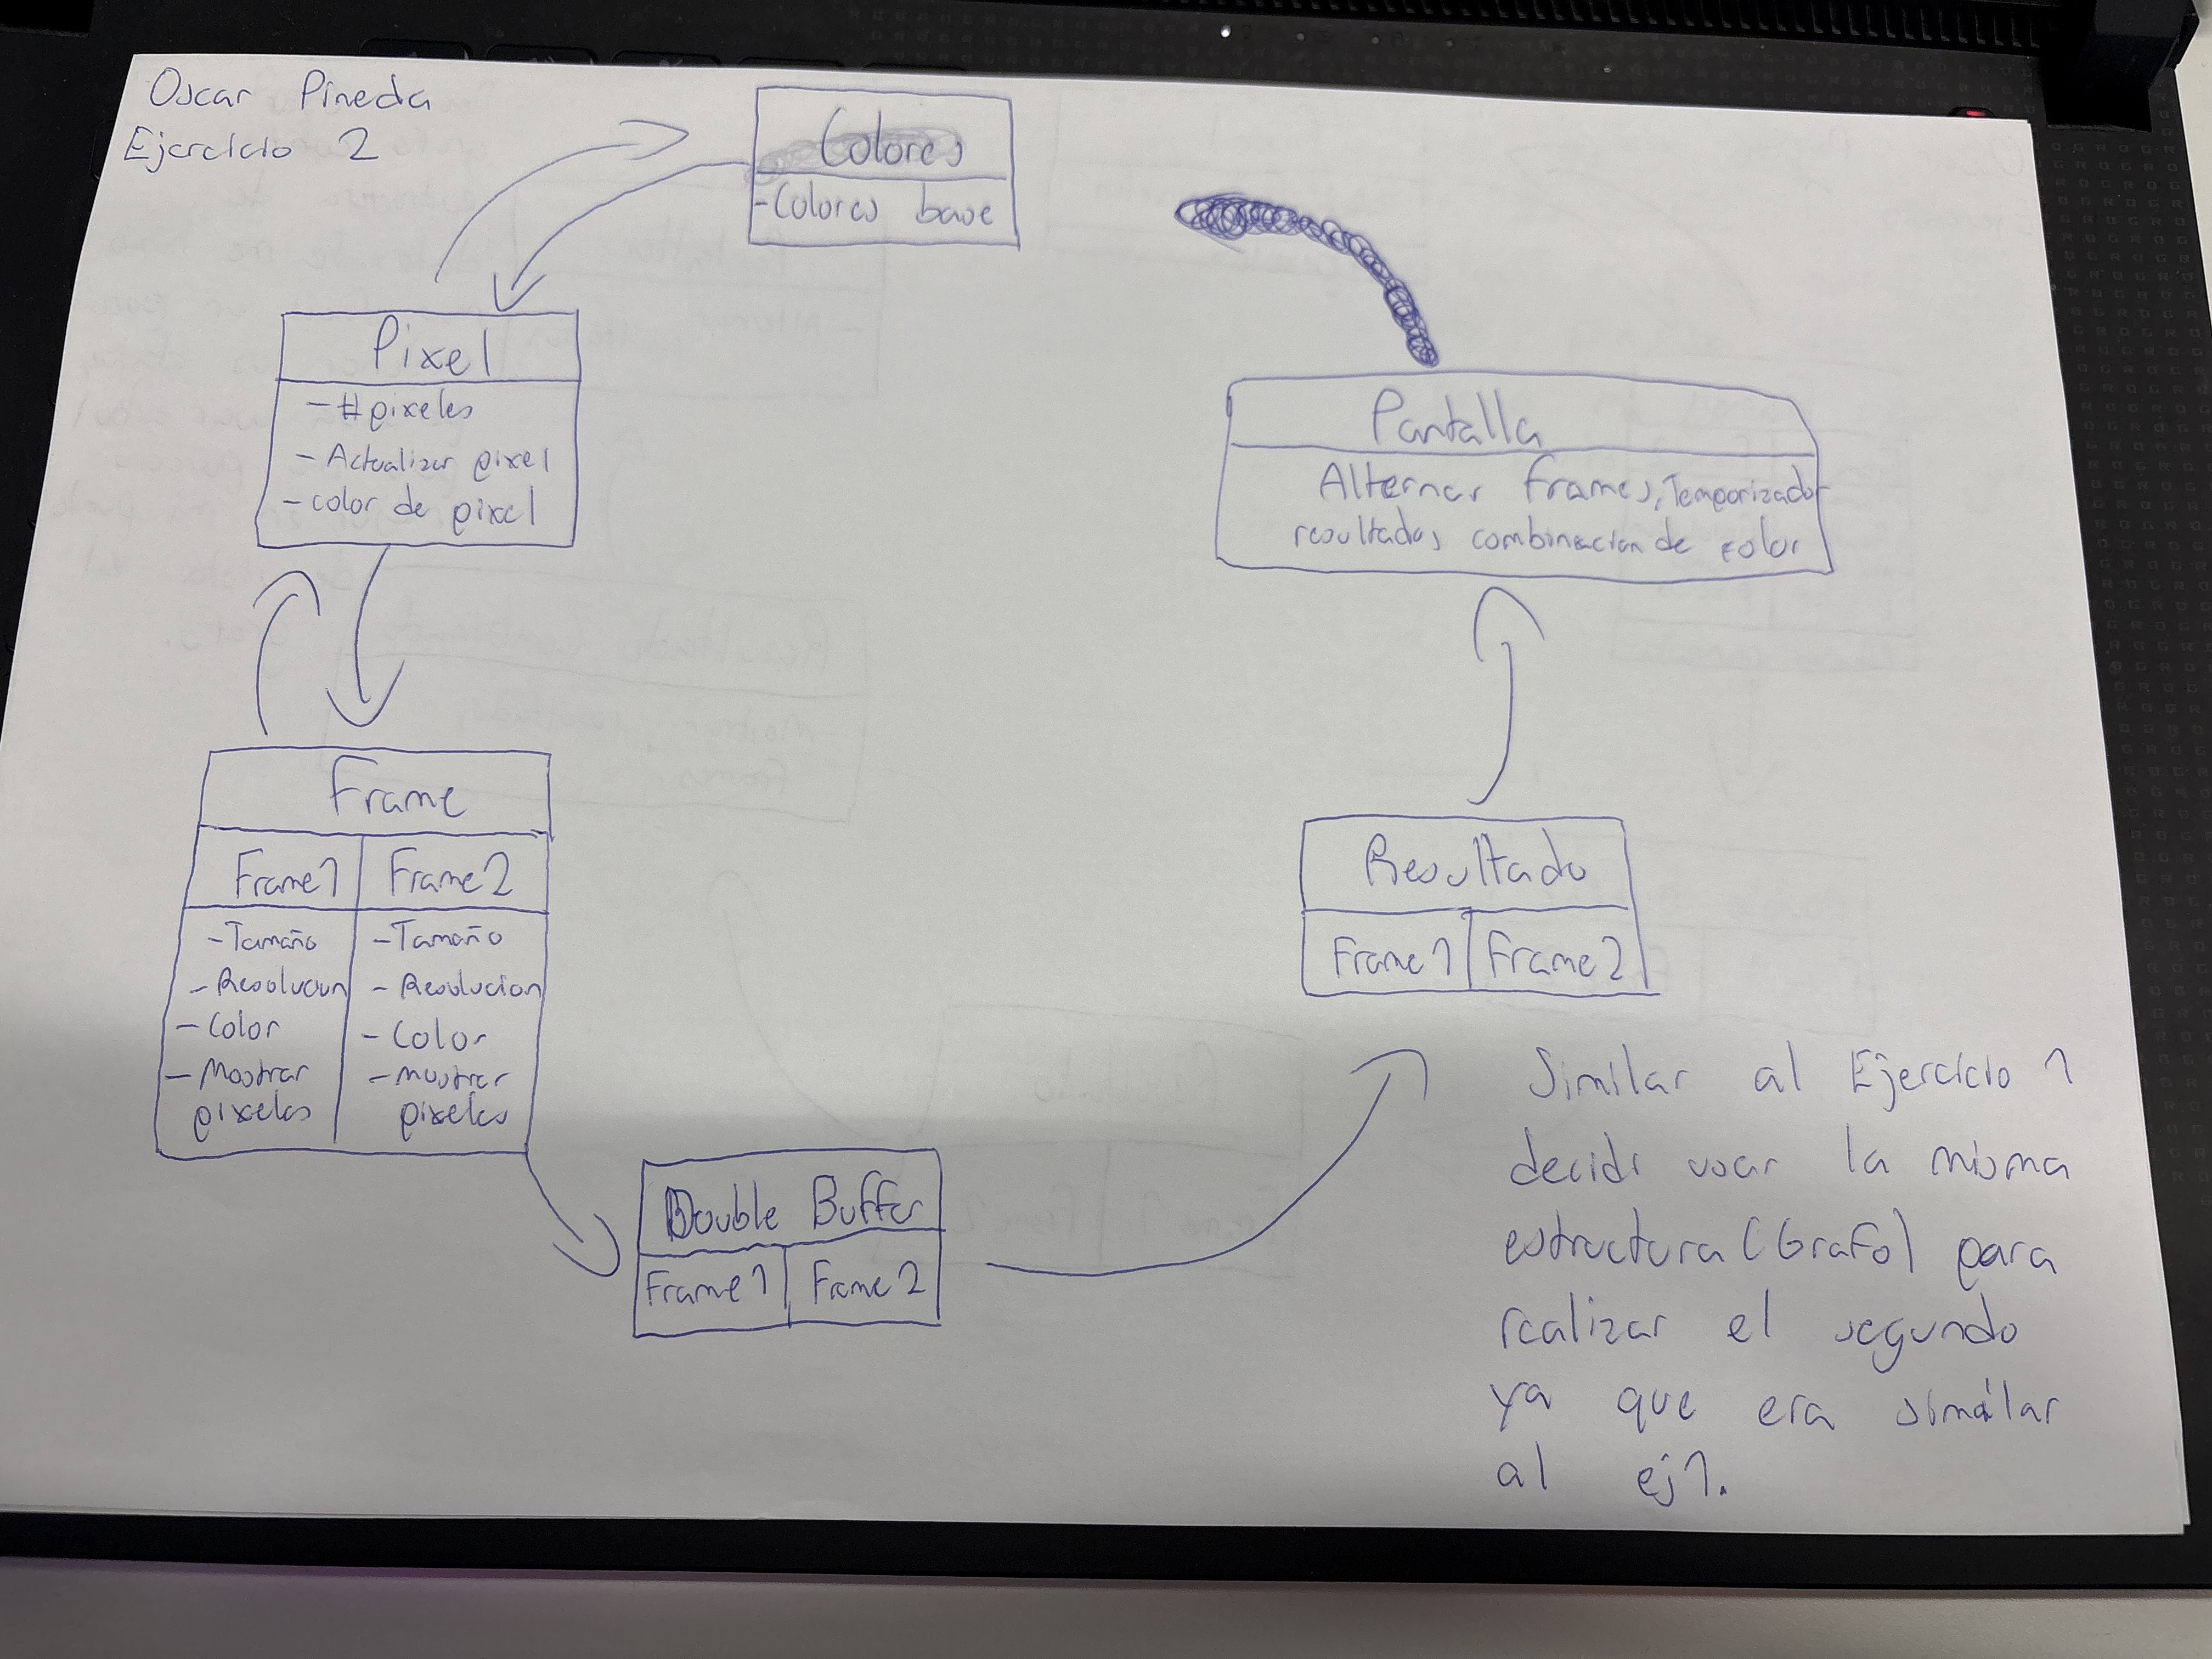 Oscar Pineda
Ejercicio 2
Colores
- Colores base
Pixel
- # pixeles
- Actualizar pixel
- color de pixel
Frame
Frame 1 Frame 2
- Tamaño - Tamaño
- Resolucion - Resolucion
- Color - Color
- Mostrar - mostrar
pixeles pixeles
Double Buffer
Frame 1 Fame 2
Pantalla
Alternar frames, Temporizador
resultado, combinacion de color
Resultado
Frame 1 Frame 2
Similar al Ejercicio 1
decidi usar la misma
estructura (Grafo) para
realizar el segundo
ya que era similar
al ej 1.